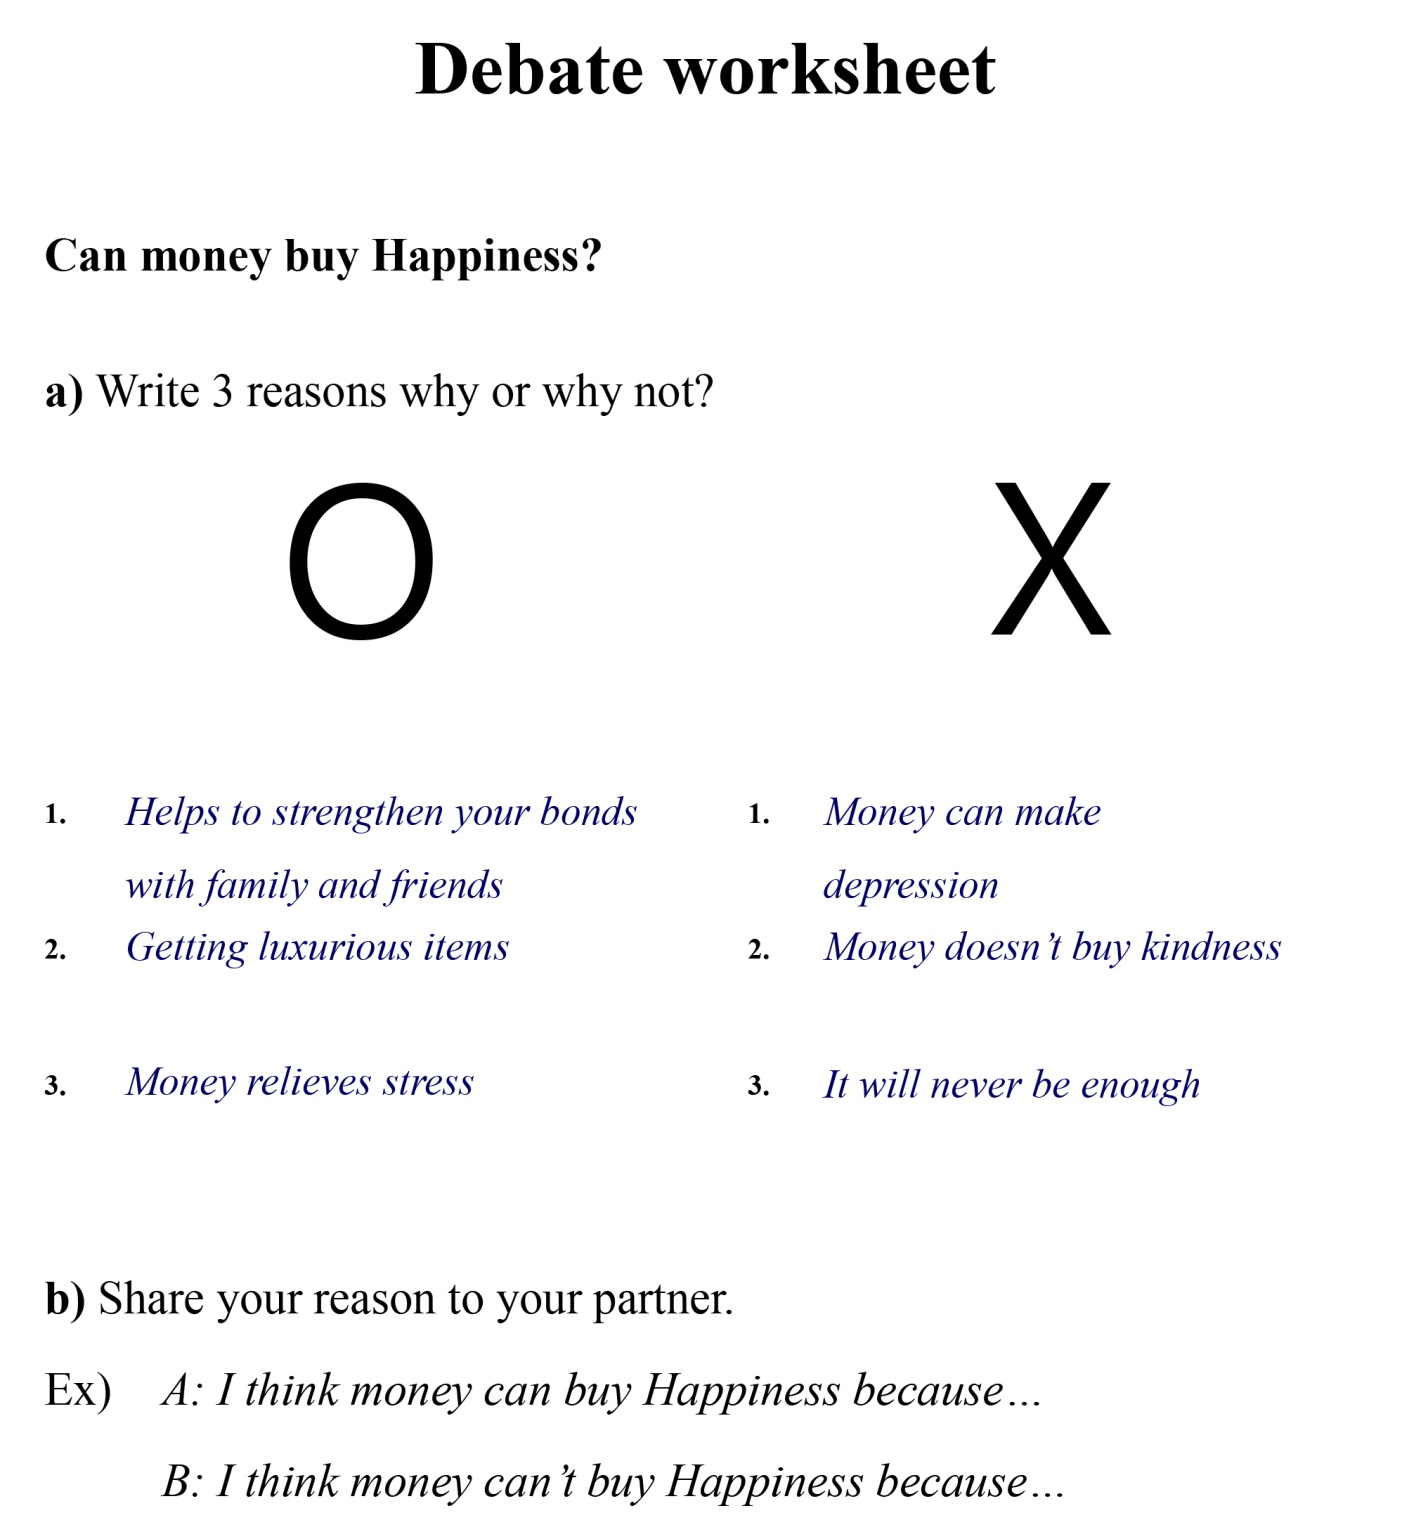 Debate worksheet
Can money buy Happiness?
a) Write 3 reasons why or why not?
O
X
1. Helps to strengthen your bonds
with family and friends
2. Getting luxurious items
3. Money relieves stress
1. Money can make
depression
2. Money doesn’t buy kindness
3. It will never be enough
b) Share your reason to your partner.
Ex) A: I think money can buy Happiness because…
B: I think money can’t buy Happiness because…